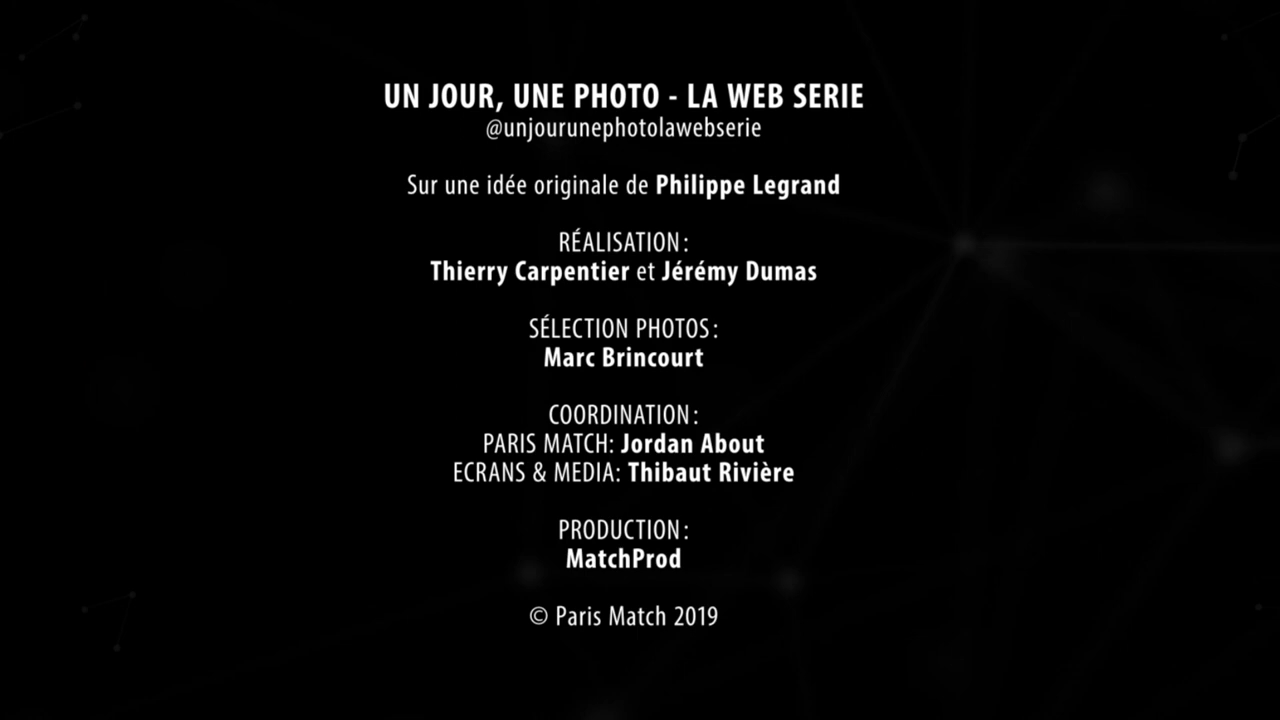 UN JOUR, UNE PHOTO - LA WEB SERIE
@unjourunephotolawebserie
Sur une idée originale de Philippe Legrand
RÉALISATION :
Thierry Carpentier et Jérémy Dumas
SÉLECTION PHOTOS :
Marc Brincourt
COORDINATION :
PARIS MATCH: Jordan About
ECRANS & MEDIA: Thibaut Rivière
PRODUCTION :
MatchProd
© Paris Match 2019